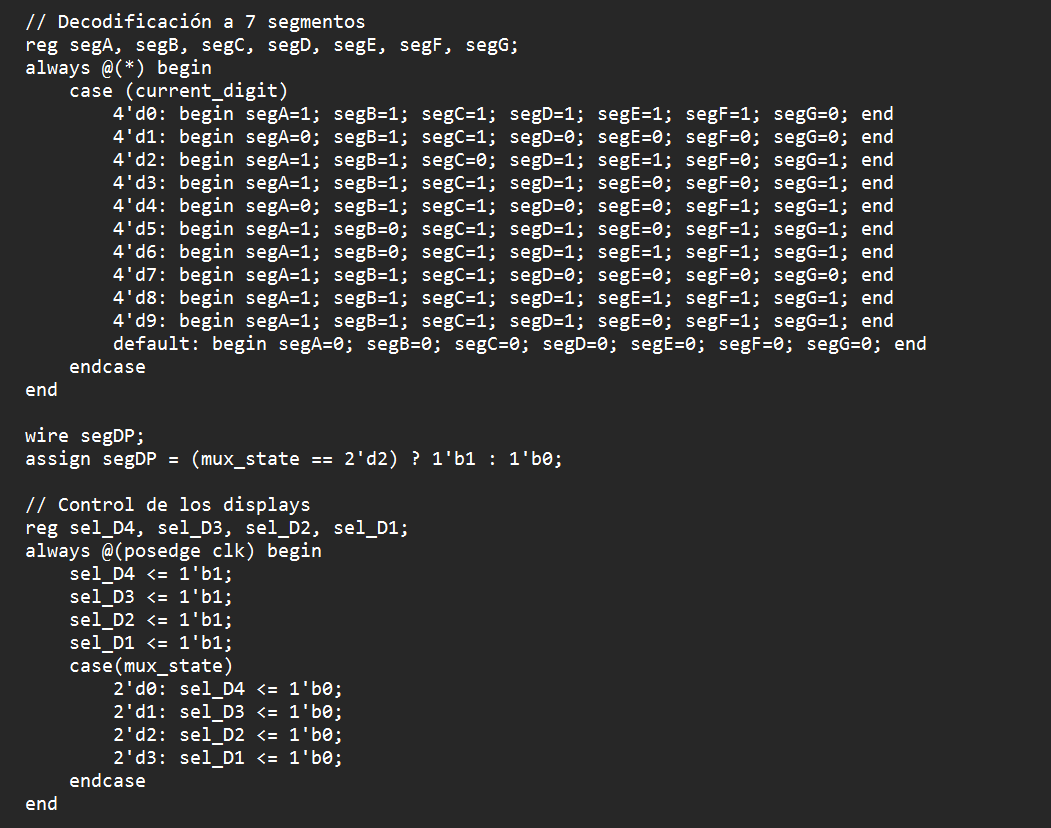 // Decodificación a 7 segmentos
reg segA, segB, segC, segD, segE, segF, segG;
always @(*) begin
    case (current_digit)
        4'd0: begin segA=1; segB=1; segC=1; segD=1; segE=1; segF=1; segG=0; end
        4'd1: begin segA=0; segB=1; segC=1; segD=0; segE=0; segF=0; segG=0; end
        4'd2: begin segA=1; segB=1; segC=0; segD=1; segE=1; segF=0; segG=1; end
        4'd3: begin segA=1; segB=1; segC=1; segD=1; segE=0; segF=0; segG=1; end
        4'd4: begin segA=0; segB=1; segC=1; segD=0; segE=0; segF=1; segG=1; end
        4'd5: begin segA=1; segB=0; segC=1; segD=1; segE=0; segF=1; segG=1; end
        4'd6: begin segA=1; segB=0; segC=1; segD=1; segE=1; segF=1; segG=1; end
        4'd7: begin segA=1; segB=1; segC=1; segD=0; segE=0; segF=0; segG=0; end
        4'd8: begin segA=1; segB=1; segC=1; segD=1; segE=1; segF=1; segG=1; end
        4'd9: begin segA=1; segB=1; segC=1; segD=1; segE=0; segF=1; segG=1; end
        default: begin segA=0; segB=0; segC=0; segD=0; segE=0; segF=0; segG=0; end
    endcase
end

wire segDP;
assign segDP = (mux_state == 2'd2) ? 1'b1 : 1'b0;

// Control de los displays
reg sel_D4, sel_D3, sel_D2, sel_D1;
always @(posedge clk) begin
    sel_D4 <= 1'b1;
    sel_D3 <= 1'b1;
    sel_D2 <= 1'b1;
    sel_D1 <= 1'b1;
    case(mux_state)
        2'd0: sel_D4 <= 1'b0;
        2'd1: sel_D3 <= 1'b0;
        2'd2: sel_D2 <= 1'b0;
        2'd3: sel_D1 <= 1'b0;
    endcase
end